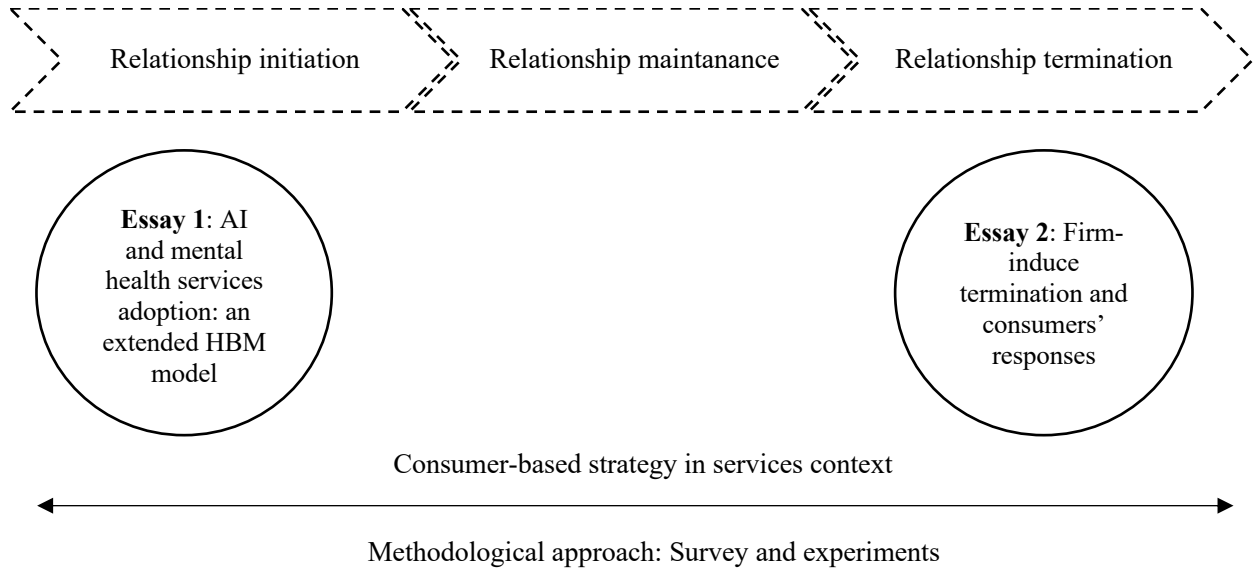 Relationship initiation
Relationship maintanance
Relationship termination
Essay 1: AI
and mental
health services
adoption: an
extended HBM
model
Essay 2: Firm-
induce
termination and
consumers’
responses
Consumer-based strategy in services context
Methodological approach: Survey and experiments